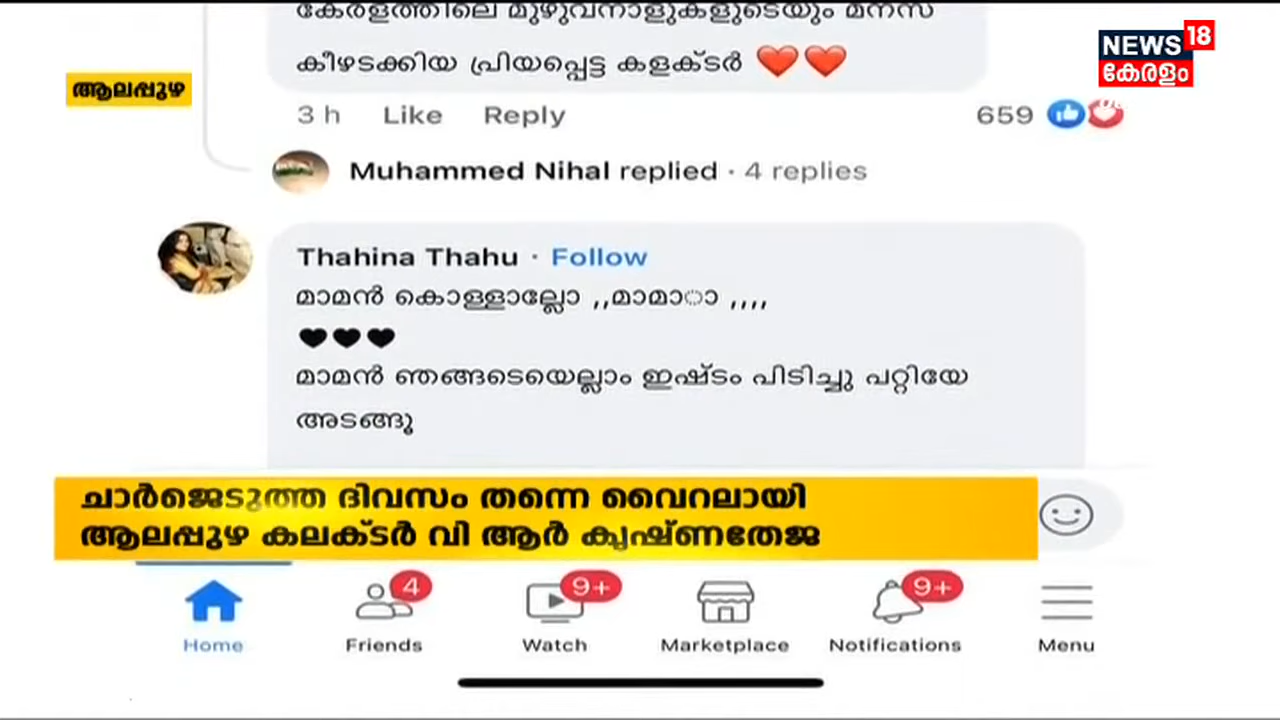 കേരളത്തിലെ മുഴുവനാളുകളുടെയും മനസ്
കീഴടക്കിയ പ്രിയപ്പെട്ട കളക്ടർ ❤️❤️
NEWS 18
കേരളം
ആലപ്പുഴ
3 h Like Reply 659
Muhammed Nihal replied · 4 replies
Thahina Thahu · Follow
മാമൻ കൊള്ളാല്ലോ ,,മാമാാ ,,,,
🖤🖤🖤
മാമൻ ഞങ്ങടെയെല്ലാം ഇഷ്ടം പിടിച്ചു പറ്റിയേ
അടങ്ങൂ
ചാർജെടുത്ത ദിവസം തന്നെ വൈറലായി
ആലപ്പുഴ കലക്ടർ വി ആർ കൃഷ്ണതേജ
4 9+ 9+
Home Friends Watch Marketplace Notifications Menu